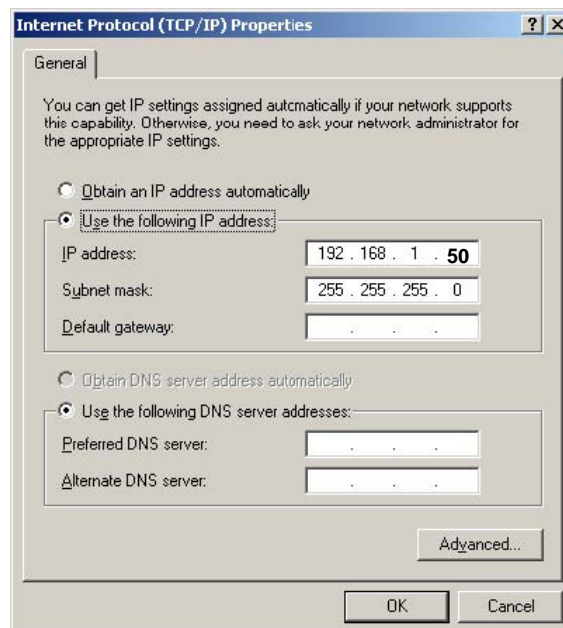 Internet Protocol (TCP/IP) Properties
General
You can get IP settings assigned automatically if your network supports
this capability. Otherwise, you need to ask your network administrator for
the appropriate IP settings.
Obtain an IP address automatically
Use the following IP address:
IP address: 192 . 168 . 1 . 50
Subnet mask: 255 . 255 . 255 . 0
Default gateway: . . .
Obtain DNS server address automatically
Use the following DNS server addresses:
Preferred DNS server: . . .
Alternate DNS server: . . .
Advanced...
OK Cancel